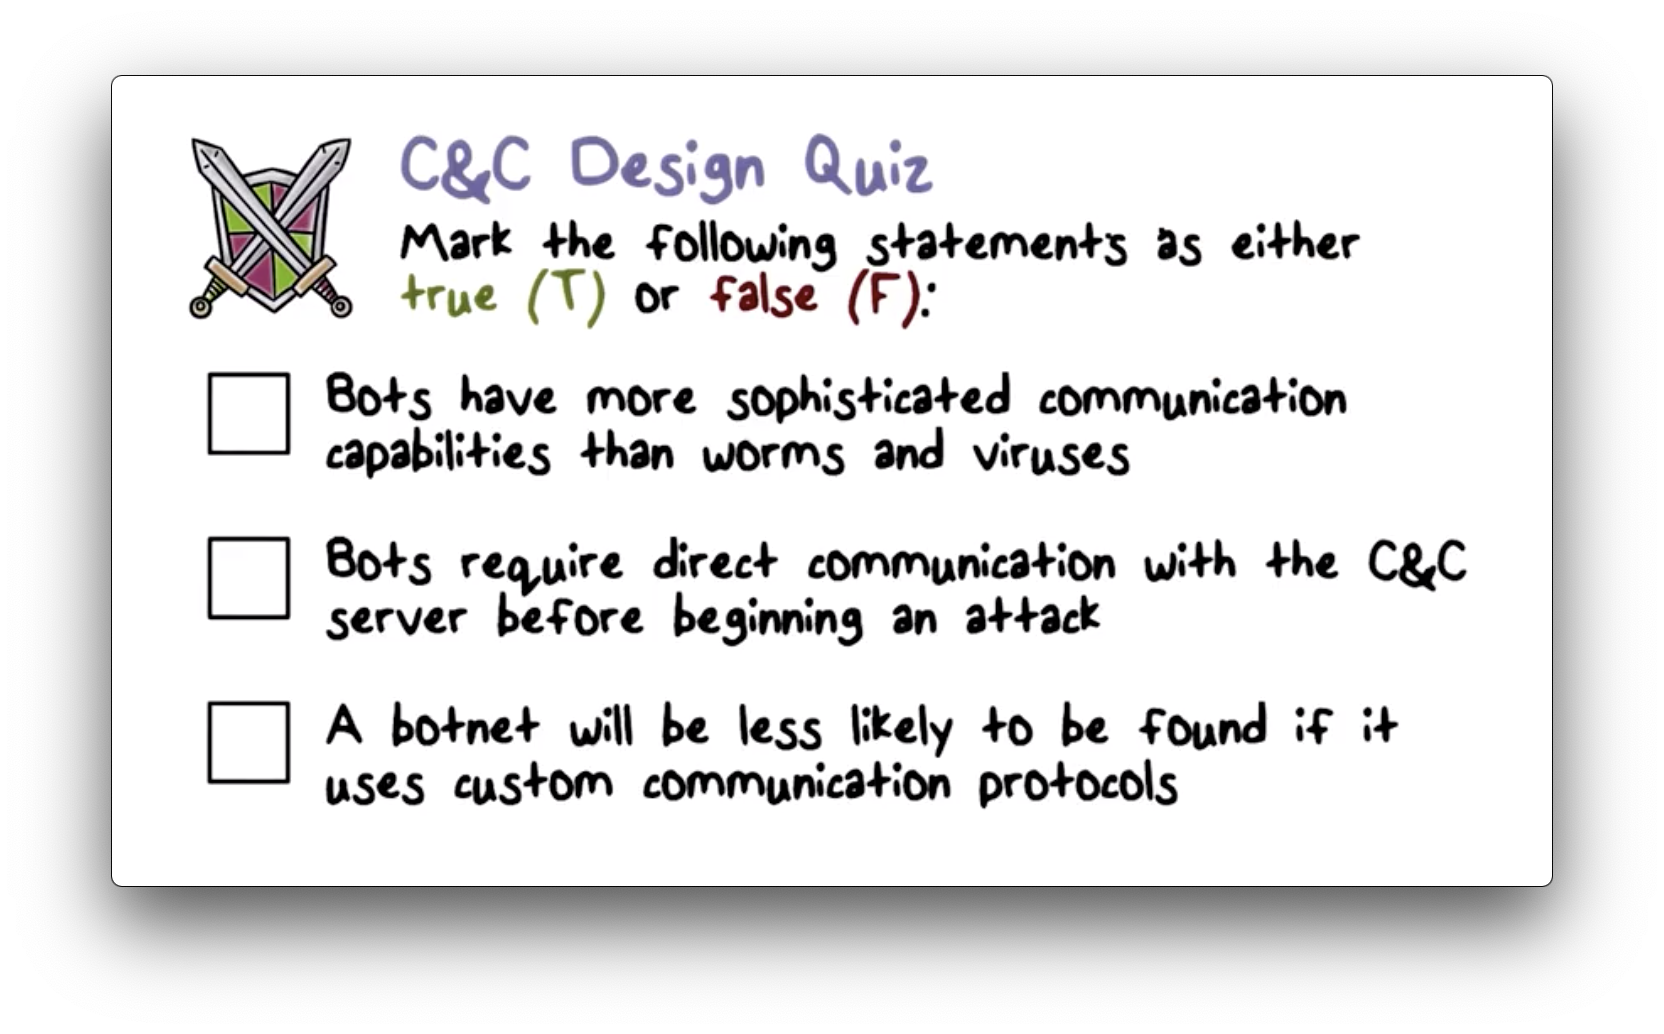 C&C Design Quiz
Mark the following statements as either
true (T) or false (F):
Bots have more sophisticated communication
capabilities than worms and viruses
Bots require direct communication with the C&C
server before beginning an attack
A botnet will be less likely to be found if it
uses custom communication protocols